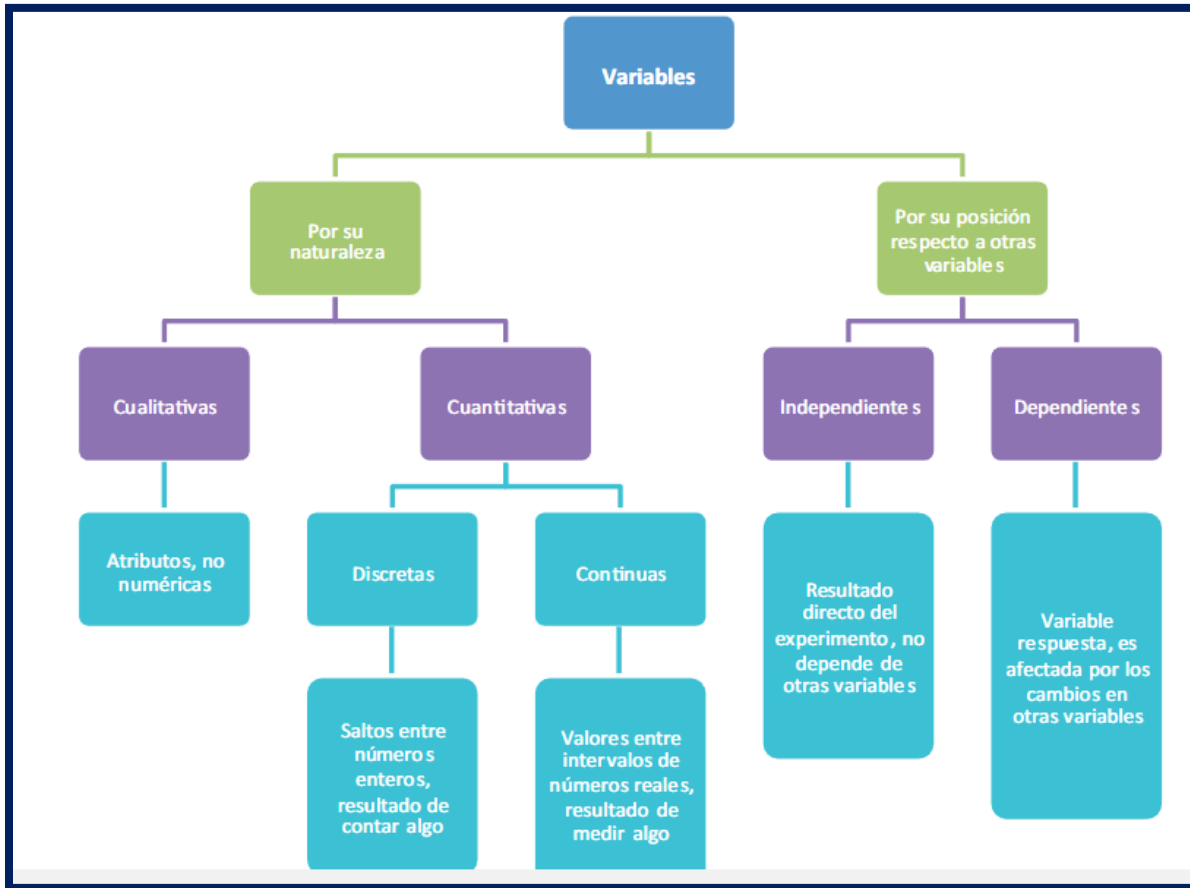 Variables
Por su
naturaleza
Por su posición
respecto a otras
variables
Cualitativas
Cuantitativas
Independientes
Dependientes
Atributos, no
numéricas
Discretas
Continuas
Resultado
directo del
experimento, no
depende de
otras variables
Variable
respuesta, es
afectada por los
cambios en
otras variables
Saltos entre
números
enteros,
resultado de
contar algo
Valores entre
intervalos de
números reales,
resultado de
medir algo